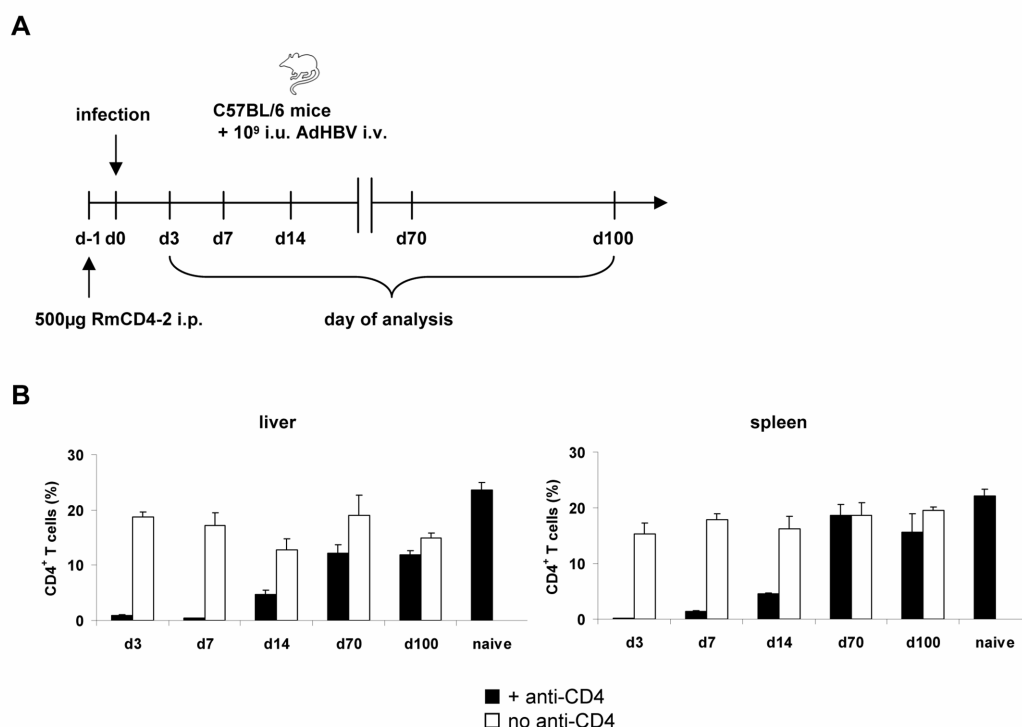 A
infection
C57BL/6 mice
+ 10⁹ i.u. AdHBV i.v.
d-1 d0 d3 d7 d14 d70 d100
500µg RmCD4-2 i.p.
day of analysis
B
liver
CD4⁺ T cells (%)
30
20
10
0
d3 d7 d14 d70 d100 naive
spleen
CD4⁺ T cells (%)
30
20
10
0
d3 d7 d14 d70 d100 naive
+ anti-CD4
no anti-CD4